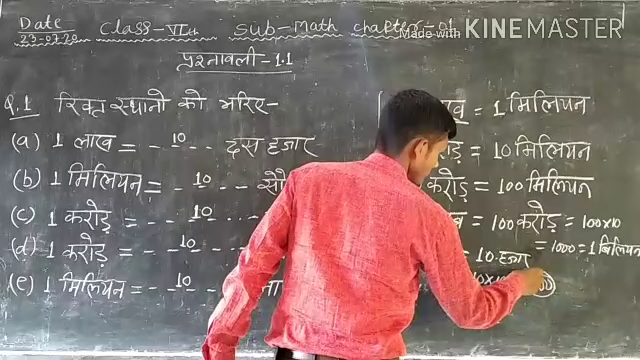 Date
23-07-20
Class-VIth
Sub-Math chapter-01
Made with KINEMASTER
प्रश्नावली-1.1
Q.1 रिक्त स्थानो को भरिए-
(a) 1 लाख = - 10 - - दस हजार
(b) 1 मिलियन = - 10 - - सौ
(c) 1 करोड़ = - 10 - -
(d) 1 करोड़ = - 10 - -
(e) 1 मिलियन = - 10 - -
= 1 मिलियन
= 10 मिलियन
करोड़ = 100 मिलियन
= 100 करोड़ = 100×10
= 1000 = 1 बिलियन
= 10 हजार